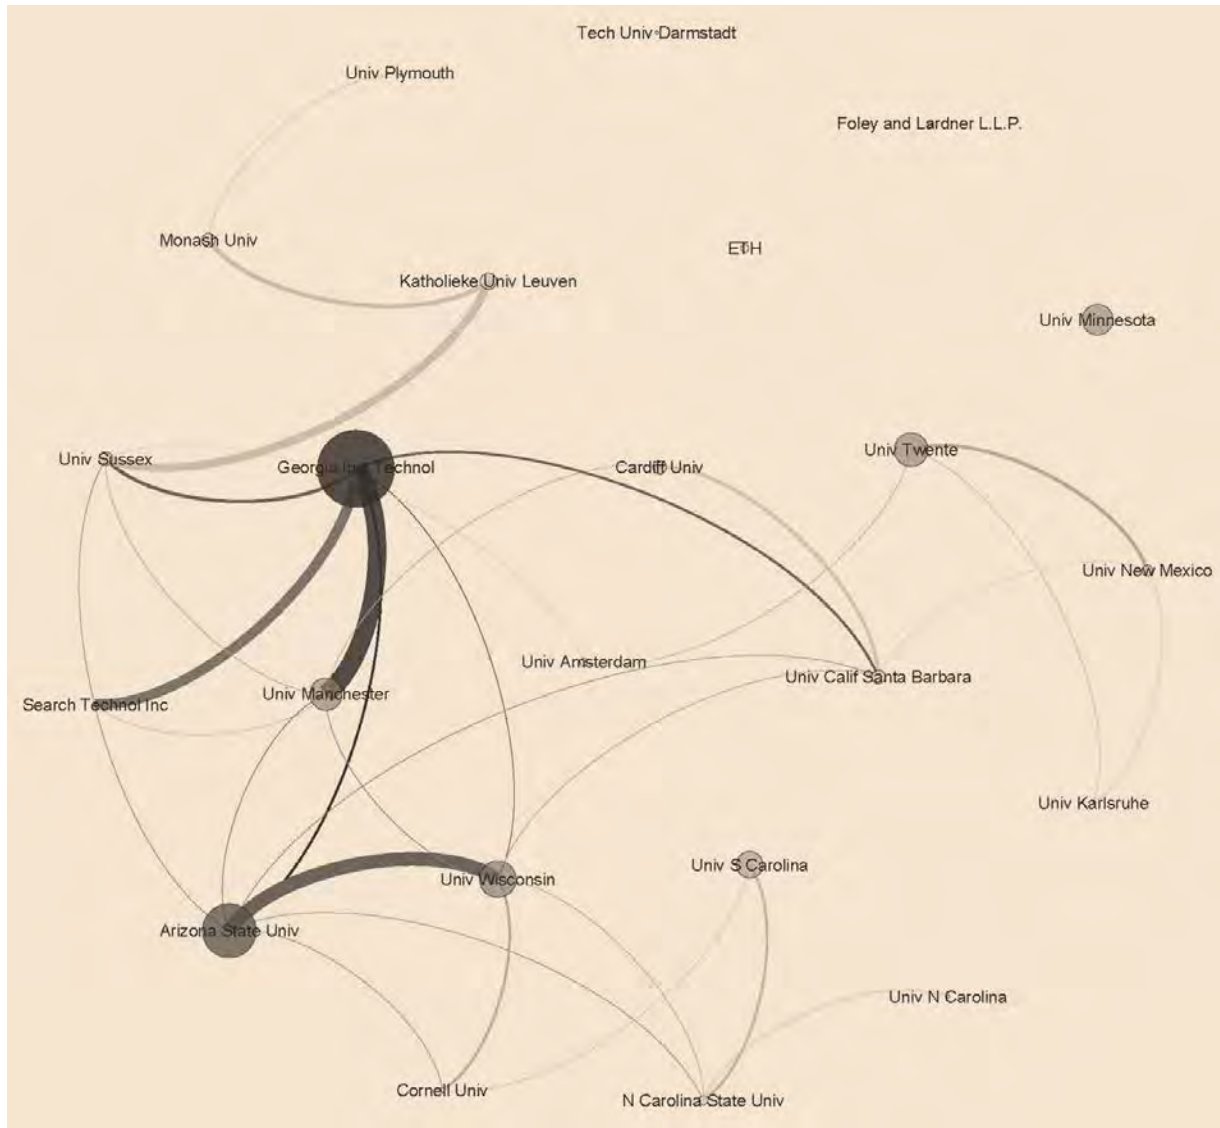 Tech Univ Darmstadt
Univ Plymouth
Foley and Lardner L.L.P.
Monash Univ
ETH
Katholieke Univ Leuven
Univ Minnesota
Univ Sussex
Georgia Inst Technol
Cardiff Univ
Univ Twente
Univ New Mexico
Univ Amsterdam
Univ Calif Santa Barbara
Univ Manchester
Search Technol Inc
Univ Karlsruhe
Univ S Carolina
Univ Wisconsin
Arizona State Univ
Univ N Carolina
Cornell Univ
N Carolina State Univ